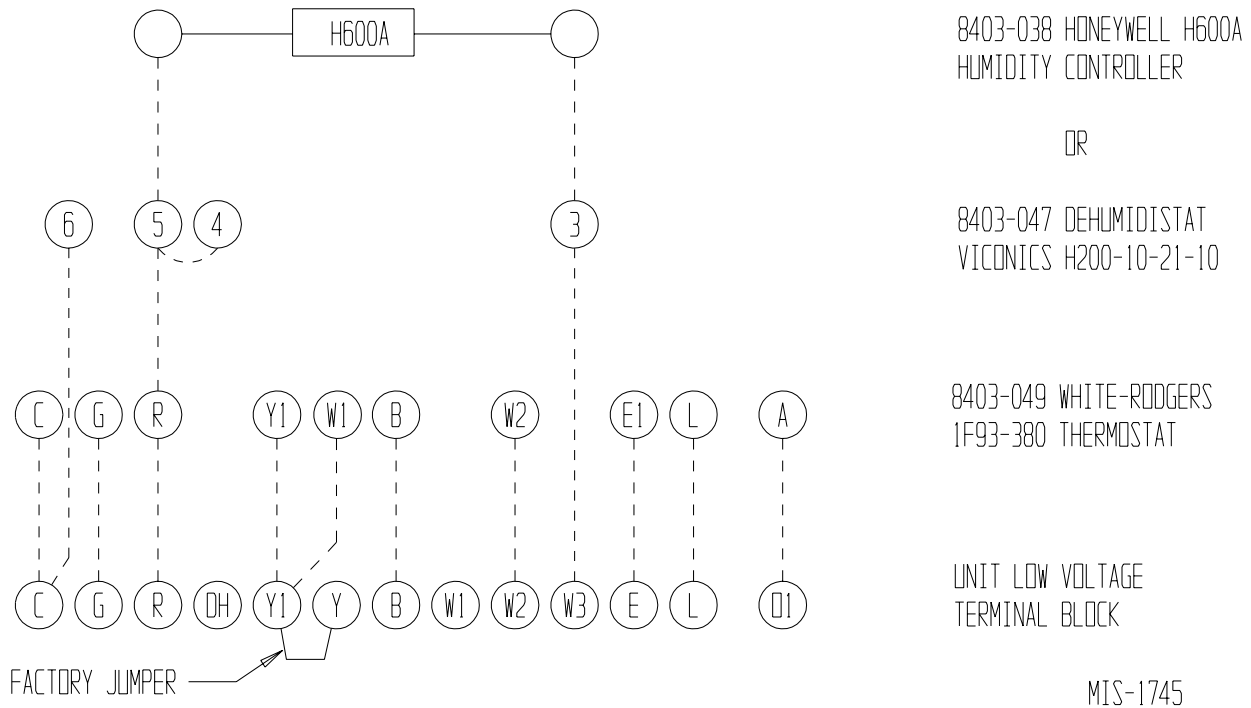 H600A
8403-038 HONEYWELL H600A
HUMIDITY CONTROLLER
OR
6 5 4 3
8403-047 DEHUMIDISTAT
VICONICS H200-10-21-10
C G R Y1 W1 B W2 E1 L A
8403-049 WHITE-RODGERS
1F93-380 THERMOSTAT
C G R DH Y1 Y B W1 W2 W3 E L O1
UNIT LOW VOLTAGE
TERMINAL BLOCK
FACTORY JUMPER
MIS-1745